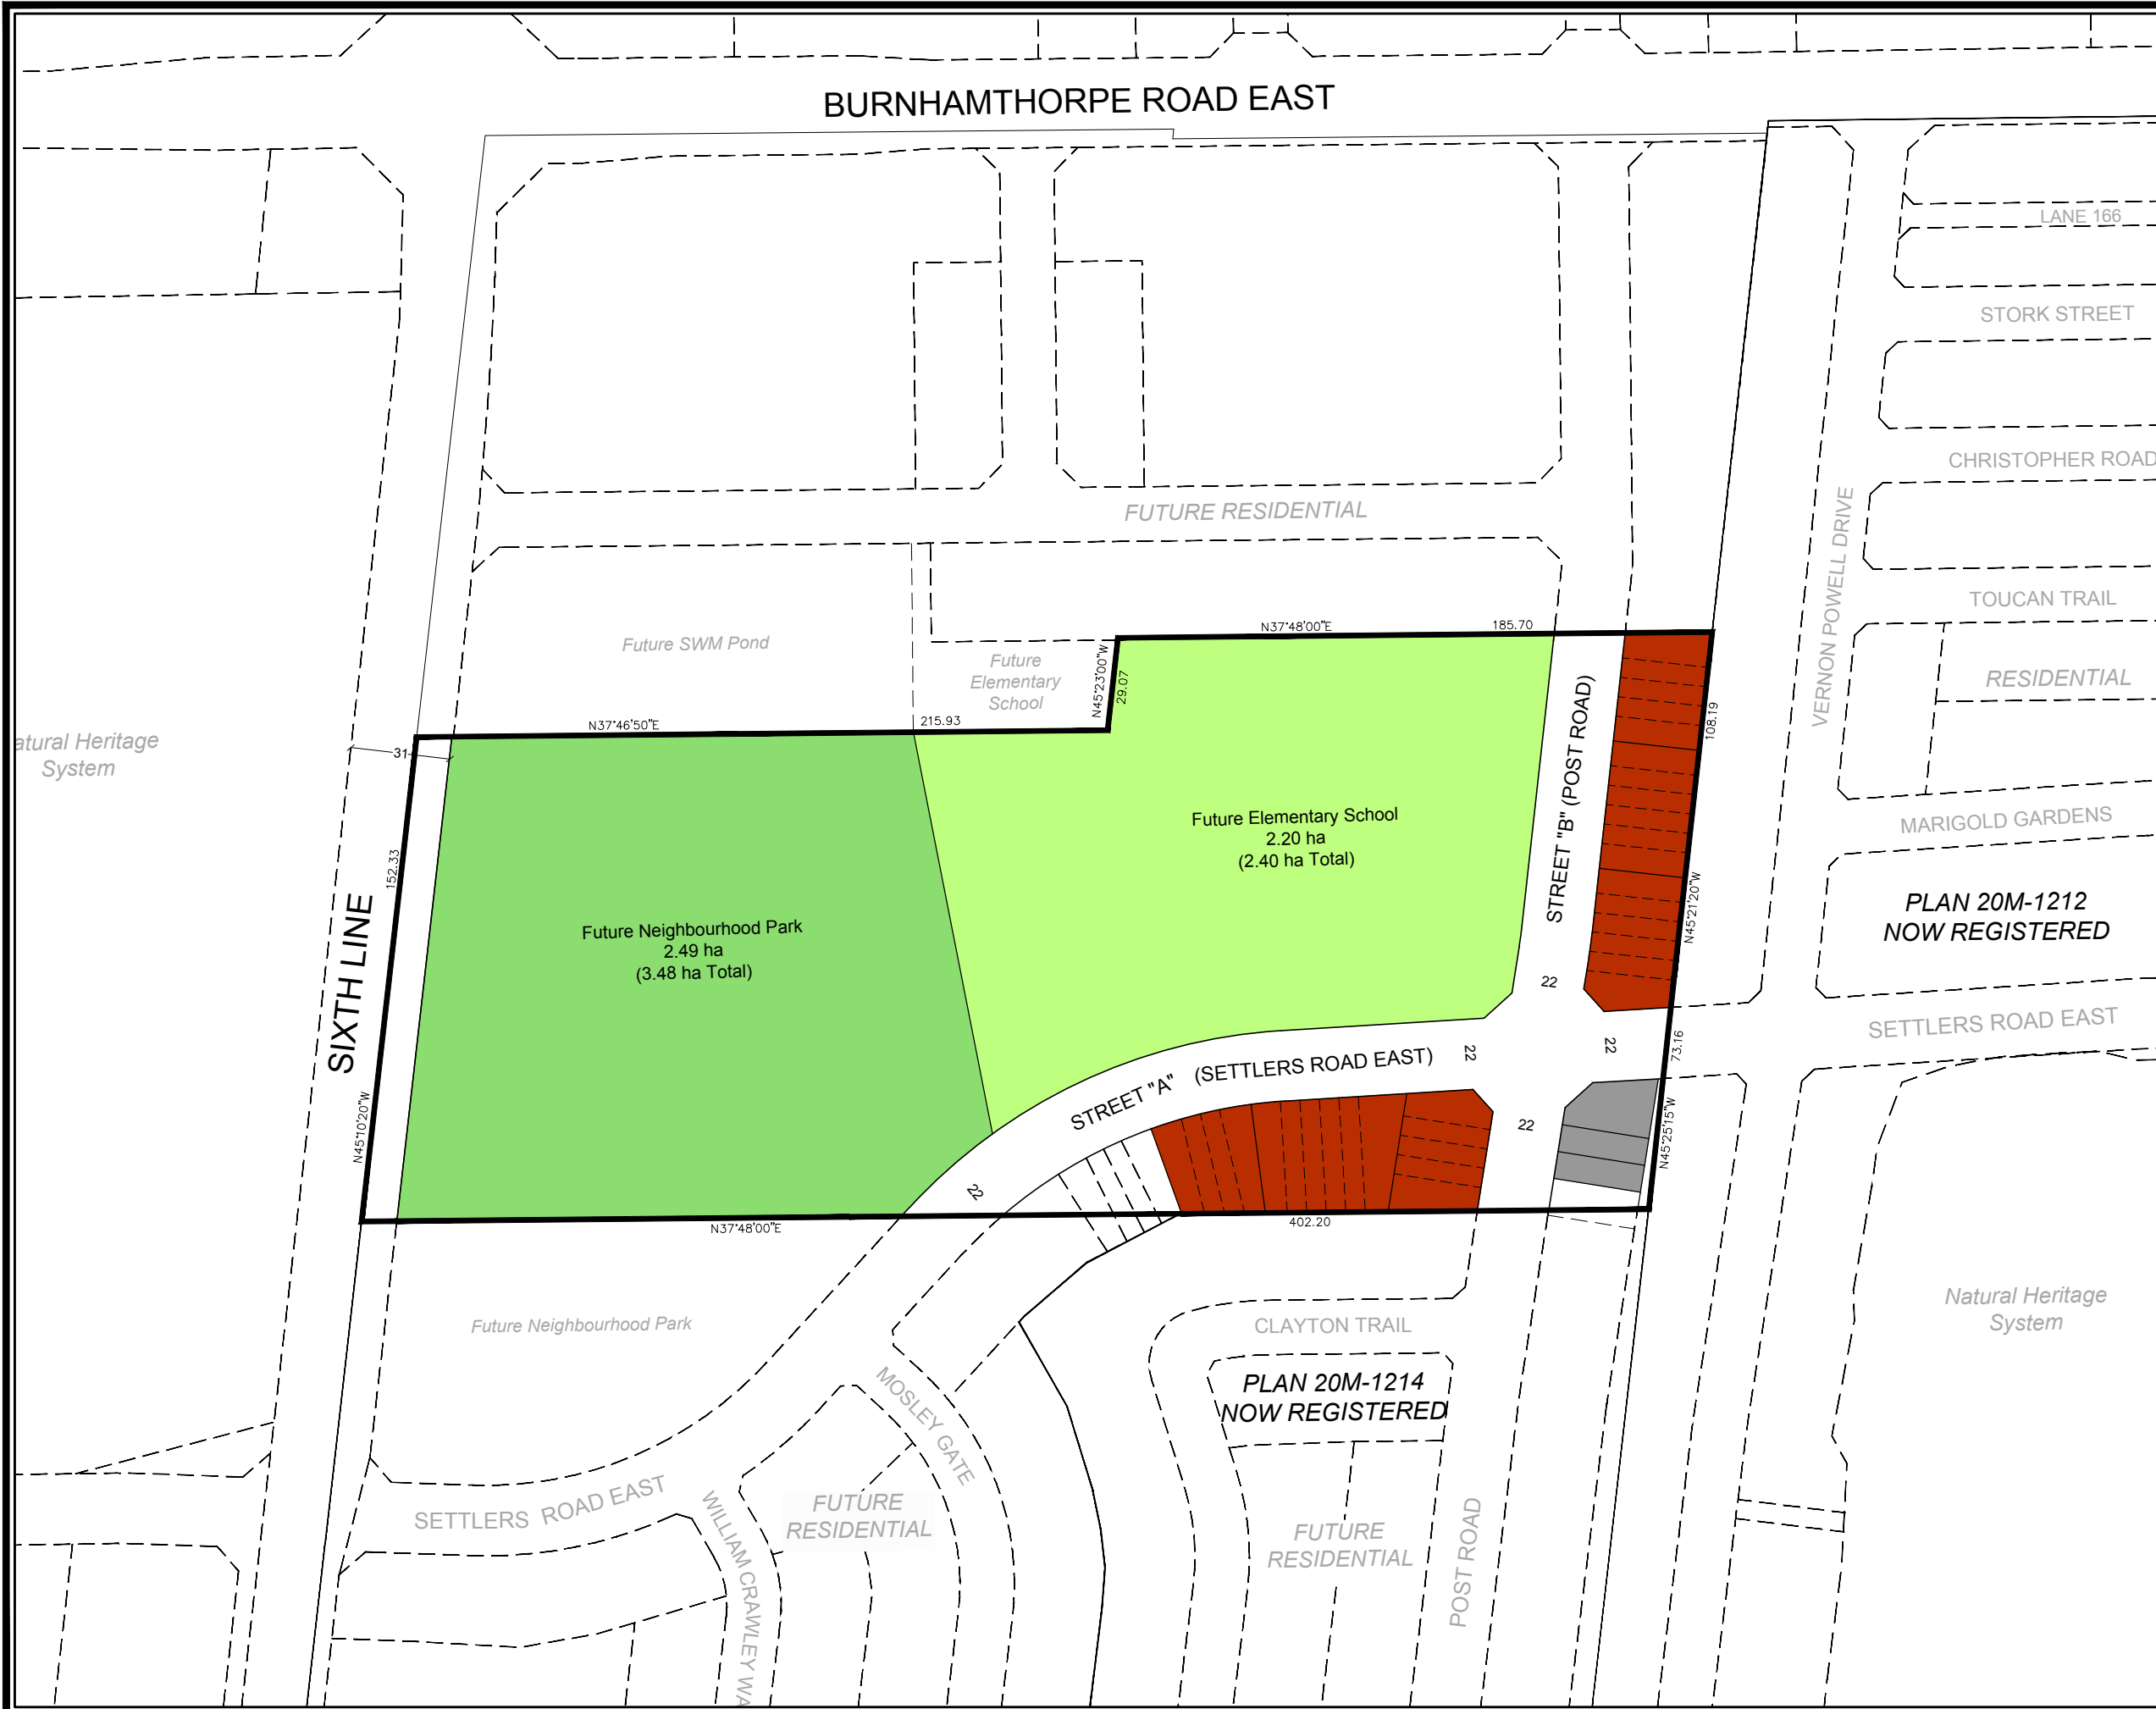 BURNHAMTHORPE ROAD EAST
LANE 166
STORK STREET
CHRISTOPHER ROAD
FUTURE RESIDENTIAL
VERNON POWELL DRIVE
TOUCAN TRAIL
N37°48'00"E
185.70
Future SWM Pond
Future
Elementary
School
N45°23'00"W
29.07
RESIDENTIAL
STREET "B" (POST ROAD)
108.19
N37°46'50"E
215.93
atural Heritage
System
31
MARIGOLD GARDENS
Future Elementary School
2.20 ha
(2.40 ha Total)
152.33
SIXTH LINE
Future Neighbourhood Park
2.49 ha
(3.48 ha Total)
N45°21'20"W
PLAN 20M-1212
NOW REGISTERED
22
SETTLERS ROAD EAST
22
22
73.16
STREET "A" (SETTLERS ROAD EAST)
N45°10'20"W
22
N45°25'15"W
22
N37°48'00"E
402.20
Natural Heritage
System
Future Neighbourhood Park
CLAYTON TRAIL
PLAN 20M-1214
NOW REGISTERED
MOSLEY GATE
SETTLERS ROAD EAST
WILLIAM CRAWLEY WA
FUTURE
RESIDENTIAL
FUTURE
RESIDENTIAL
POST ROAD